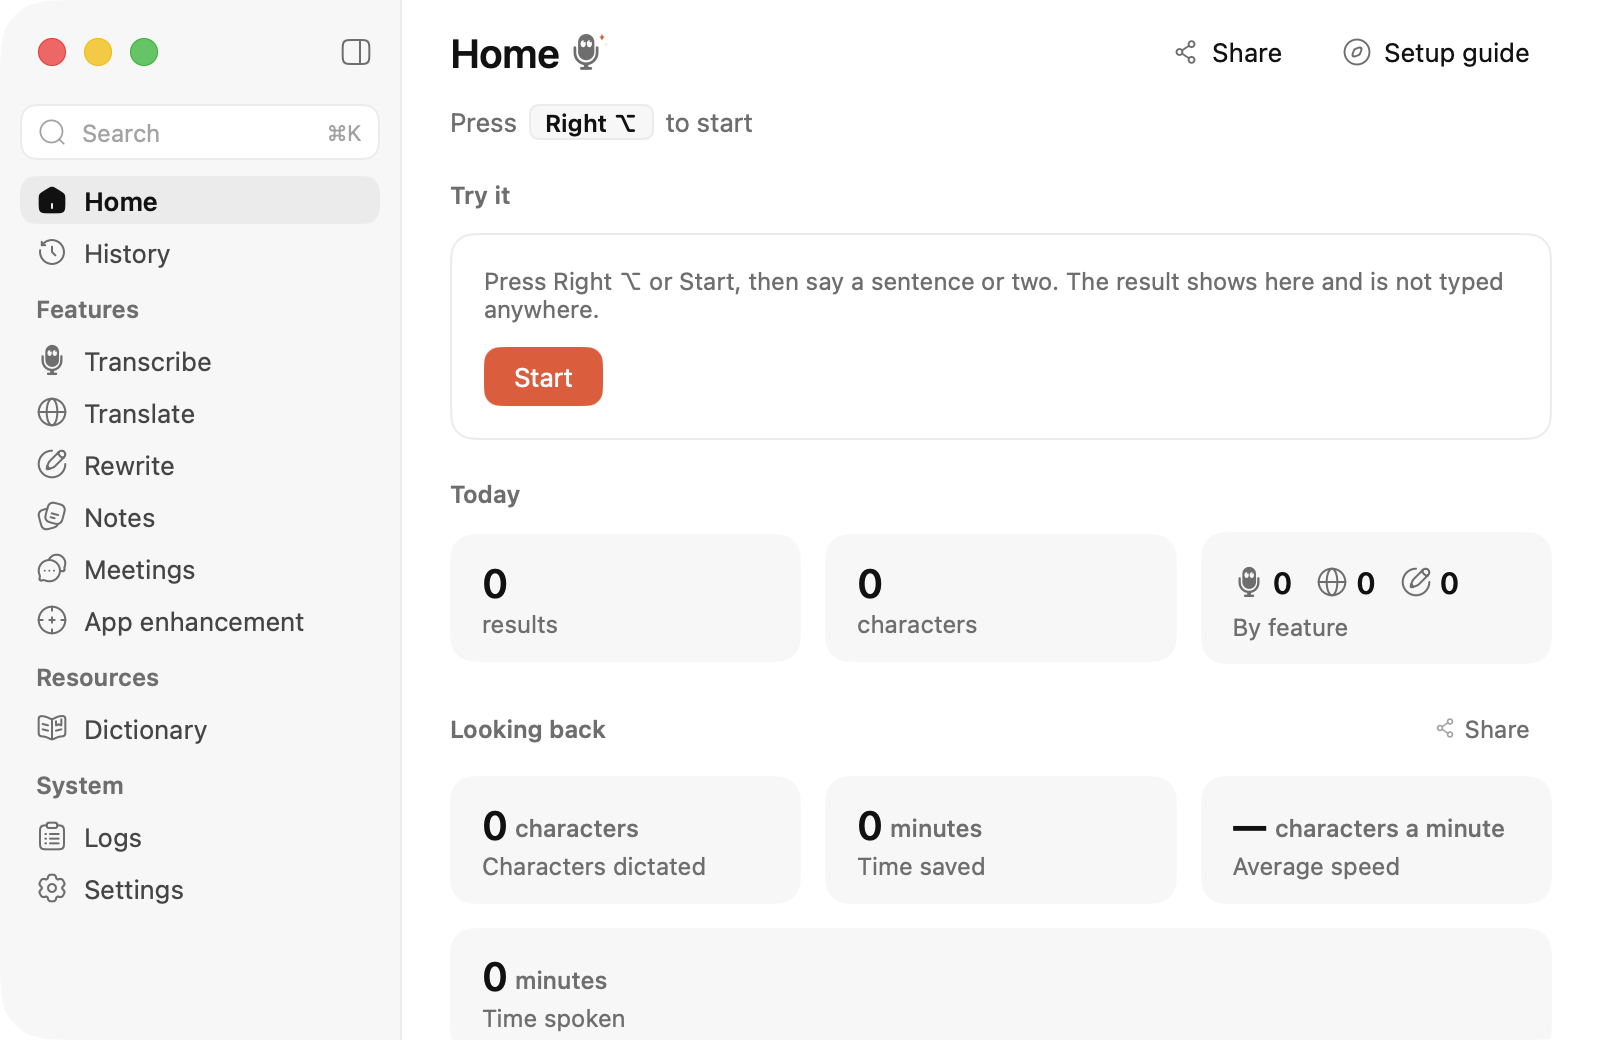 Search ⌘K
Home
History
Features
Transcribe
Translate
Rewrite
Notes
Meetings
App enhancement
Resources
Dictionary
System
Logs
Settings
Home
Share
Setup guide
Press Right ⌥ to start
Try it
Press Right ⌥ or Start, then say a sentence or two. The result shows here and is not typed
anywhere.
Start
Today
0
results
0
characters
0 0 0
By feature
Looking back
Share
0 characters
Characters dictated
0 minutes
Time saved
— characters a minute
Average speed
0 minutes
Time spoken